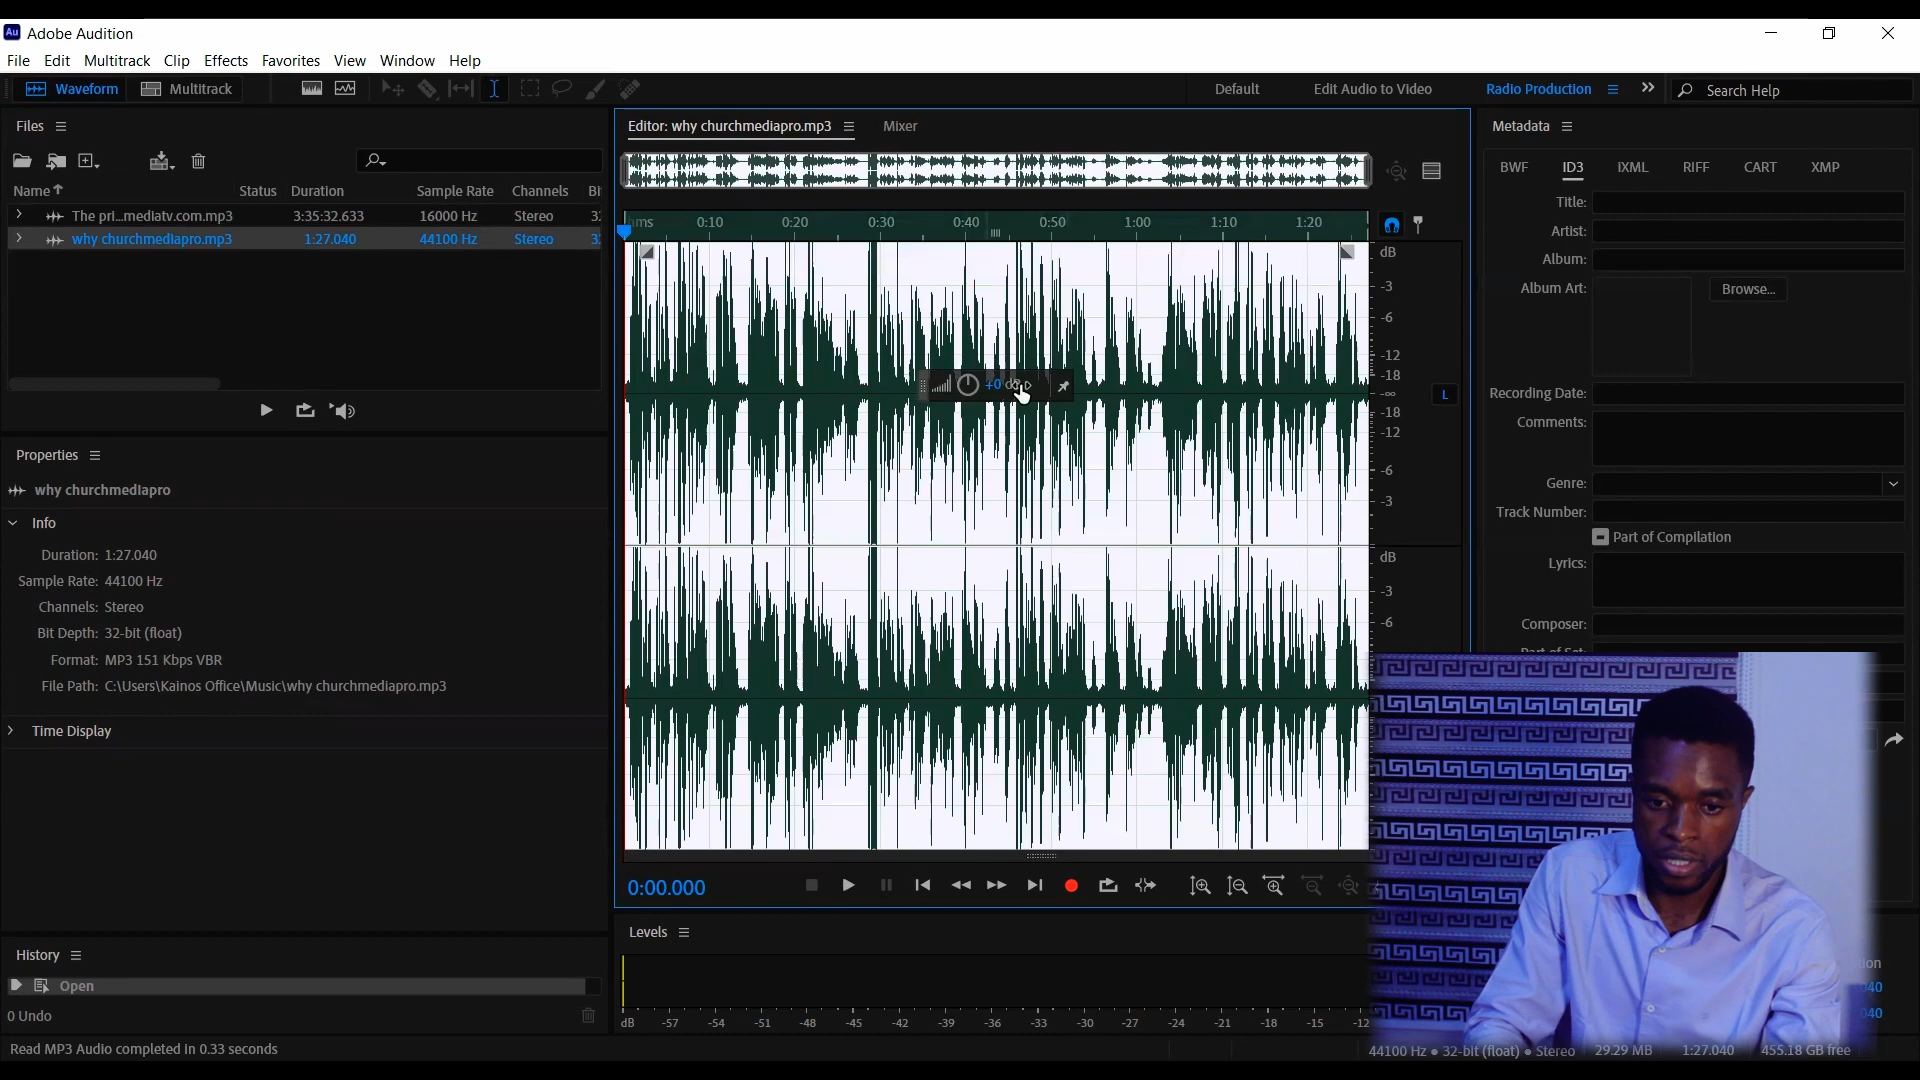 Au Adobe Audition
File Edit Multitrack Clip Effects Favorites View Window Help
Waveform Multitrack Default Edit Audio to Video Radio Production Search Help
Files
Name Status Duration Sample Rate Channels Bi
The pri...mediatv.com.mp3 3:35:32.633 16000 Hz Stereo 32
why churchmediapro.mp3 1:27.040 44100 Hz Stereo 3
Properties
why churchmediapro
Info
Duration: 1:27.040
Sample Rate: 44100 Hz
Channels: Stereo
Bit Depth: 32-bit (float)
Format: MP3 151 Kbps VBR
File Path: C:\Users\Kainos Office\Music\why churchmediapro.mp3
Time Display
History
Open
0 Undo
Read MP3 Audio completed in 0.33 seconds
Editor: why churchmediapro.mp3 Mixer
hms 0:10 0:20 0:30 0:40 0:50 1:00 1:10 1:20
dB
-3
-6
-12
-18
-∞
-18
-12
-6
-3
L
+0 dB
dB
-3
-6
0:00.000
Levels
dB -57 -54 -51 -48 -45 -42 -39 -36 -33 -30 -27 -24 -21 -18 -15 -12
Metadata
BWF ID3 IXML RIFF CART XMP
Title:
Artist:
Album:
Album Art: Browse...
Recording Date:
Comments:
Genre:
Track Number:
Part of Compilation
Lyrics:
Composer:
Part of Set:
tion
040
040
44100 Hz ● 32-bit (float) ● Stereo 29.29 MB 1:27.040 455.18 GB free